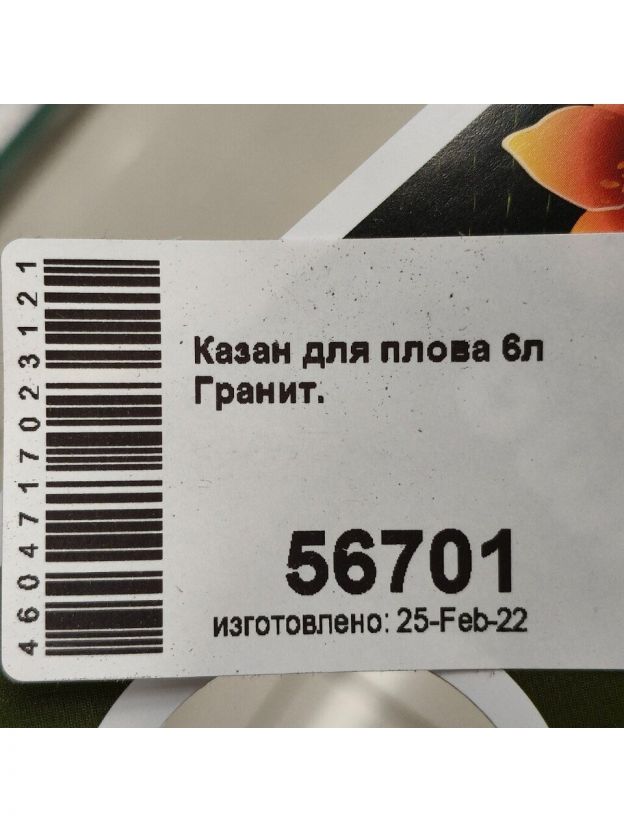 4604717023121
Казан для плова 6л
Гранит.
56701
изготовлено: 25-Feb-22